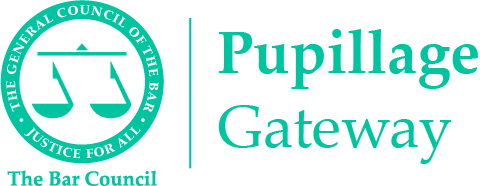 THE GENERAL COUNCIL OF THE BAR
• JUSTICE FOR ALL •
The Bar Council
Pupillage
Gateway